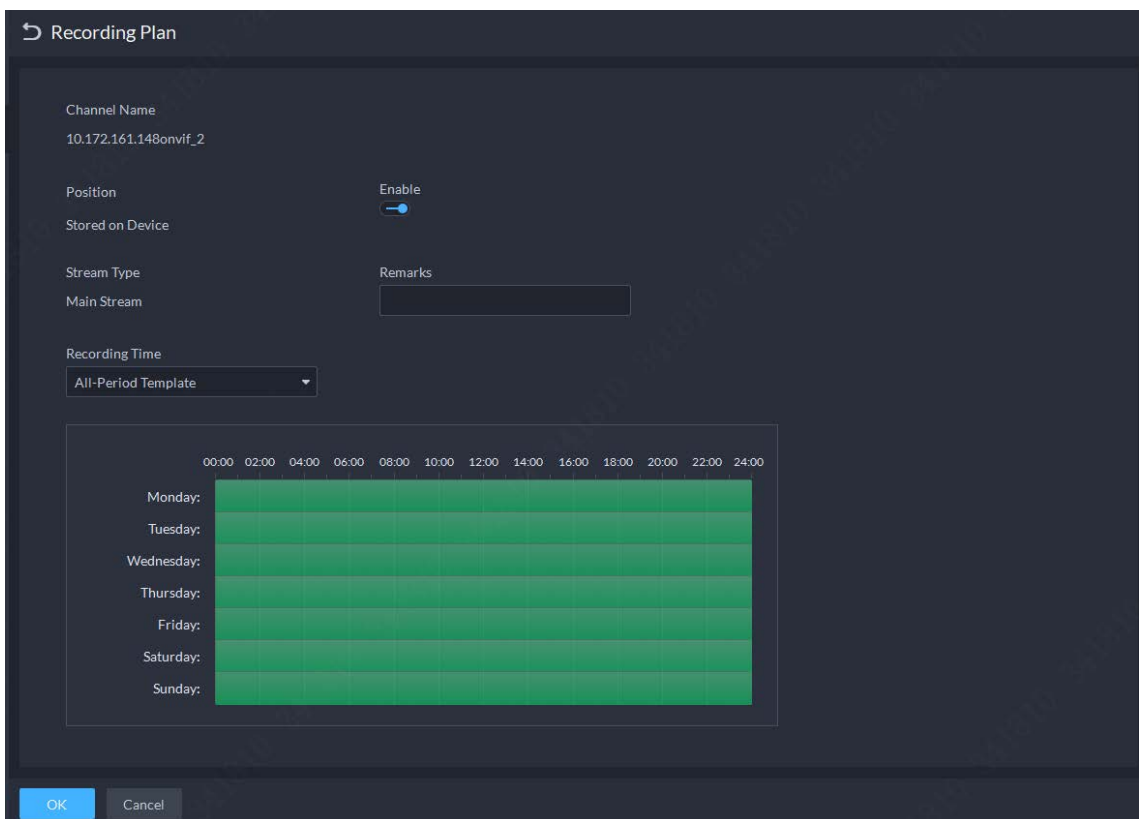 Recording Plan
Channel Name
10.172.161.148onvif_2
Position
Enable
Stored on Device
Stream Type
Remarks
Main Stream
Recording Time
All-Period Template
00:00 02:00 04:00 06:00 08:00 10:00 12:00 14:00 16:00 18:00 20:00 22:00 24:00
Monday:
Tuesday:
Wednesday:
Thursday:
Friday:
Saturday:
Sunday:
OK Cancel